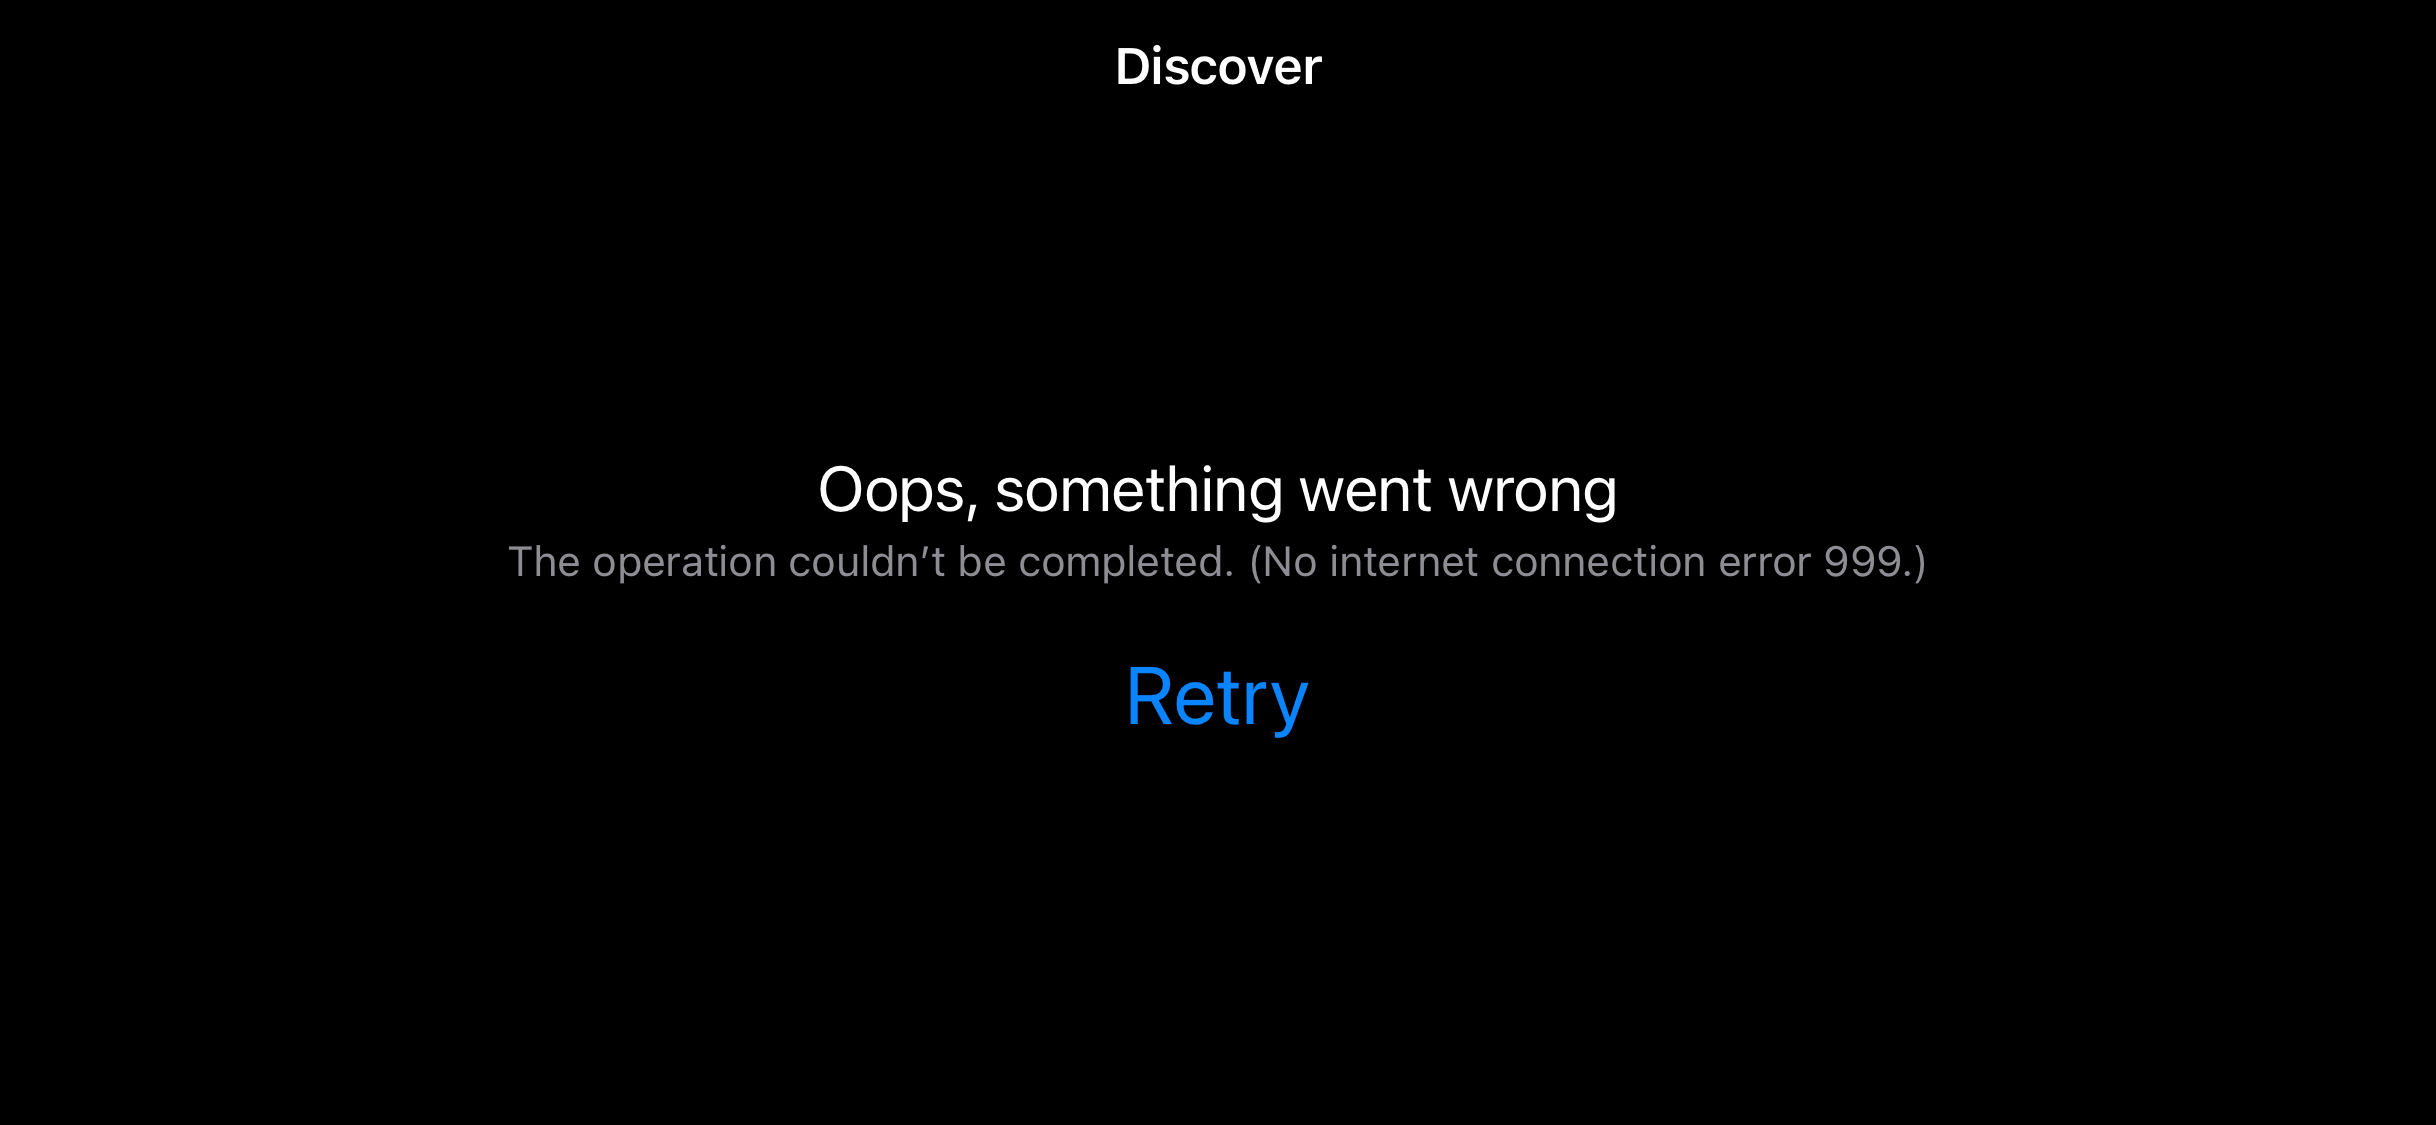 Discover
Oops, something went wrong
The operation couldn’t be completed. (No internet connection error 999.)
Retry